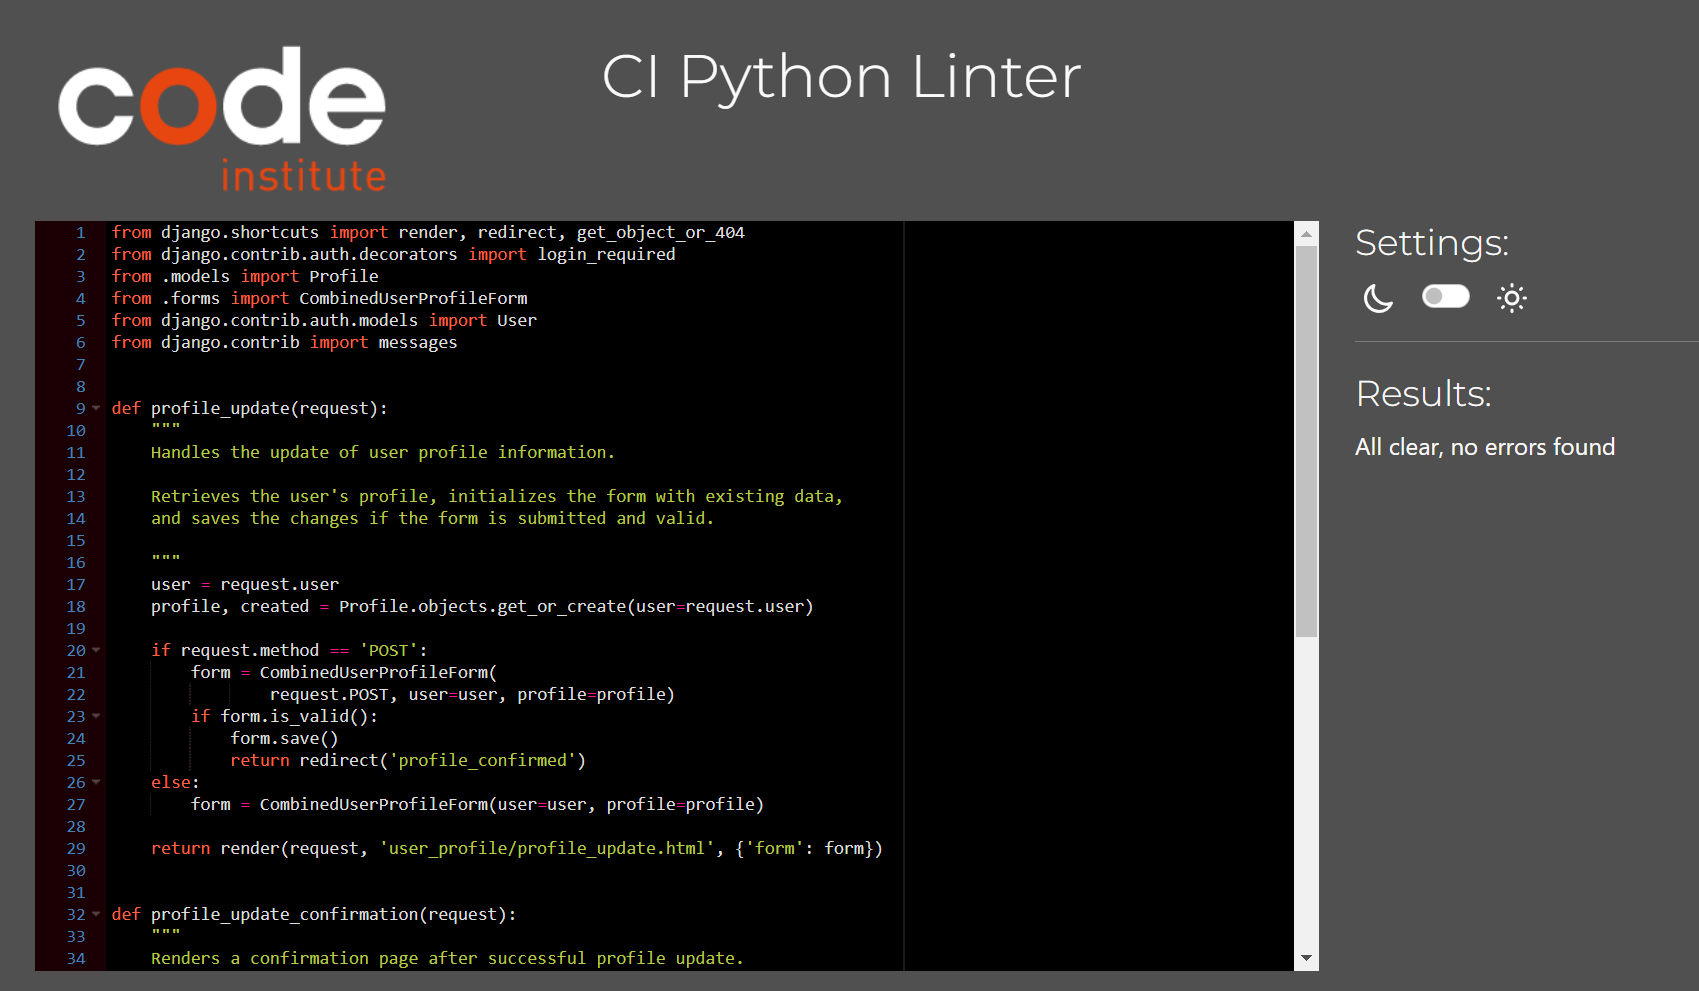 code
institute
CI Python Linter
1 from django.shortcuts import render, redirect, get_object_or_404
2 from django.contrib.auth.decorators import login_required
3 from .models import Profile
4 from .forms import CombinedUserProfileForm
5 from django.contrib.auth.models import User
6 from django.contrib import messages
7
8
9 def profile_update(request):
10     """
11     Handles the update of user profile information.
12
13     Retrieves the user's profile, initializes the form with existing data,
14     and saves the changes if the form is submitted and valid.
15
16     """
17     user = request.user
18     profile, created = Profile.objects.get_or_create(user=request.user)
19
20     if request.method == 'POST':
21         form = CombinedUserProfileForm(
22                 request.POST, user=user, profile=profile)
23         if form.is_valid():
24             form.save()
25             return redirect('profile_confirmed')
26     else:
27         form = CombinedUserProfileForm(user=user, profile=profile)
28
29     return render(request, 'user_profile/profile_update.html', {'form': form})
30
31
32 def profile_update_confirmation(request):
33     """
34     Renders a confirmation page after successful profile update.
Settings:
Results:
All clear, no errors found